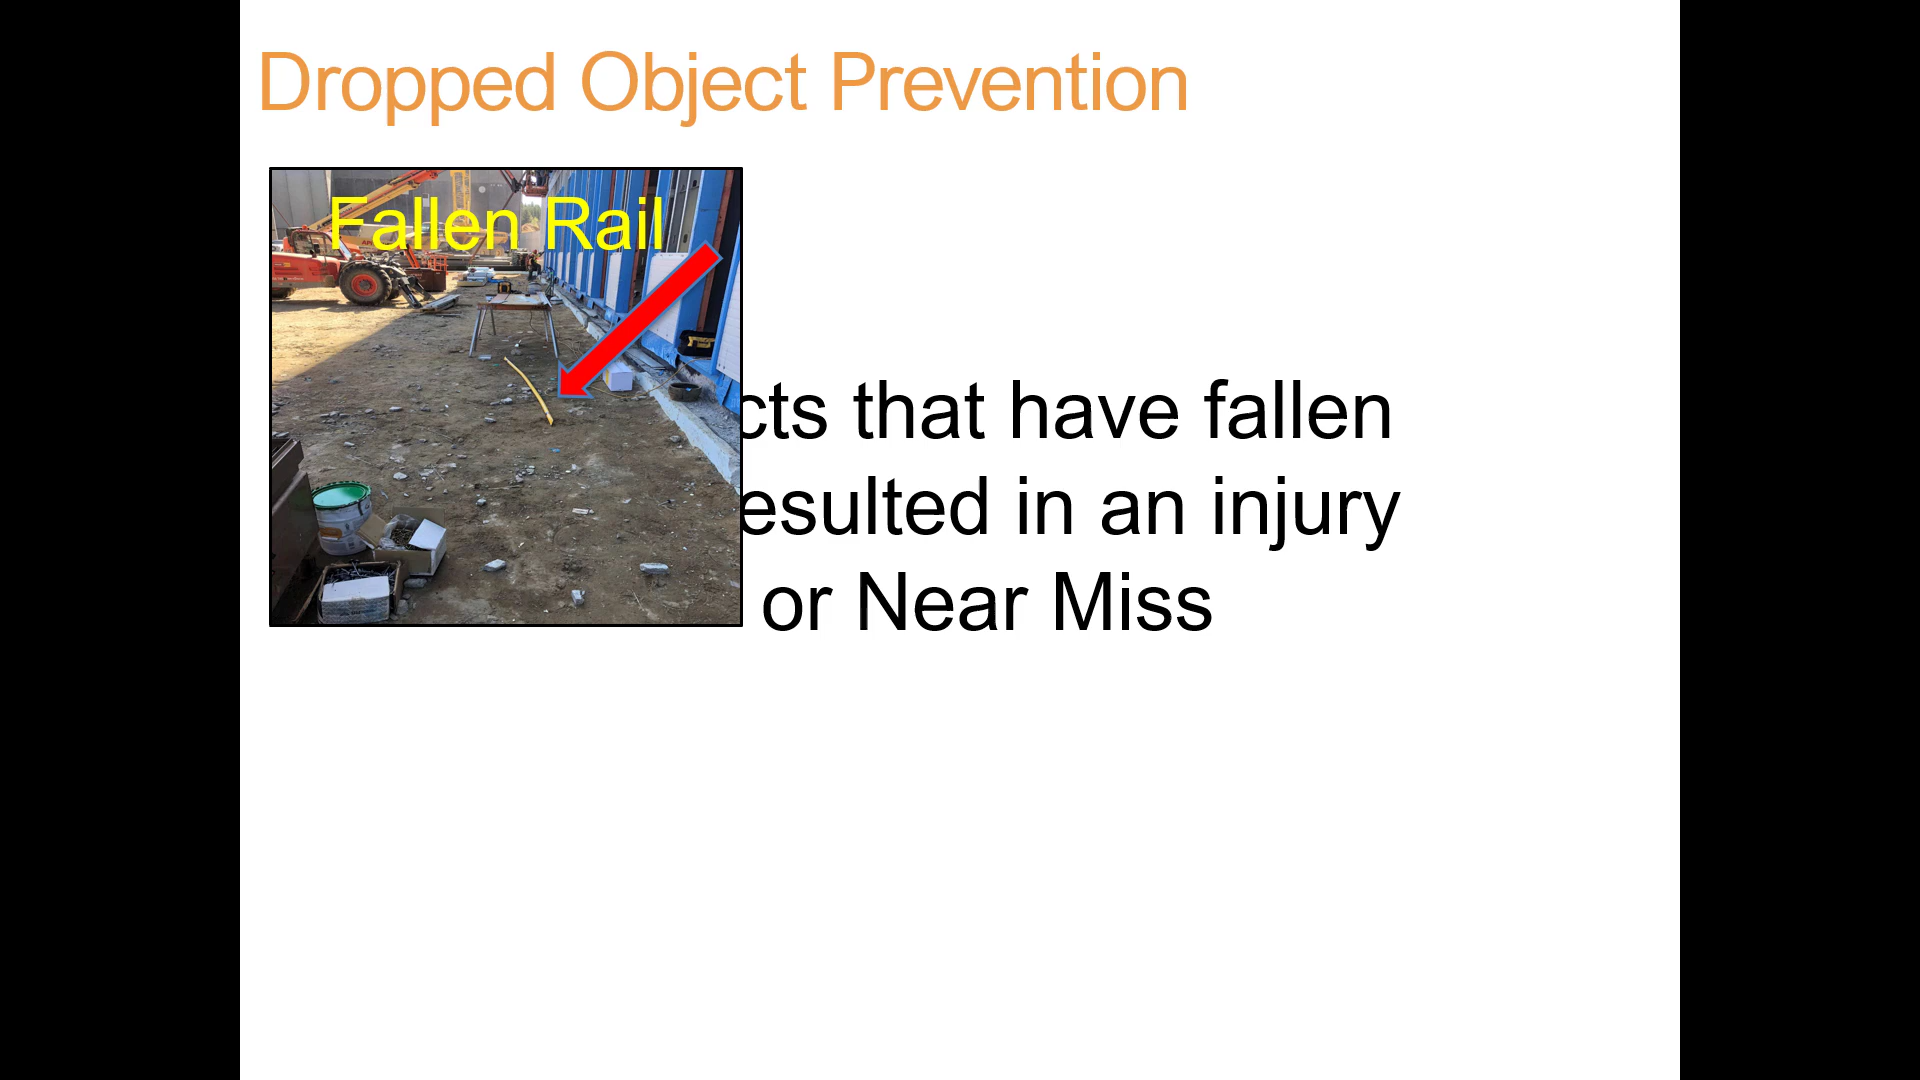 Dropped Object Prevention
Fallen Rail
cts that have fallen
esulted in an injury
or Near Miss